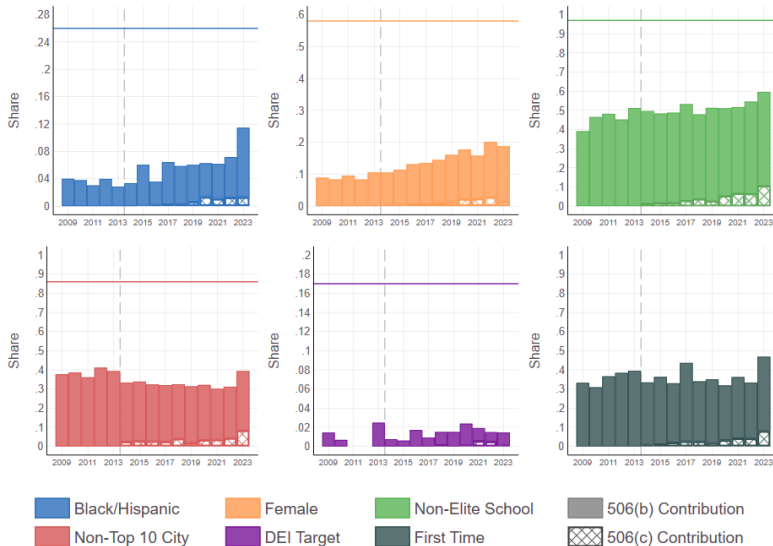 .28 .24 .2 .16 .12 .08 .04 0
Share
2009 2011 2013 2015 2017 2019 2021 2023
.6 .5 .4 .3 .2 .1 0
Share
2009 2011 2013 2015 2017 2019 2021 2023
1 .9 .8 .7 .6 .5 .4 .3 .2 .1 0
Share
2009 2011 2013 2015 2017 2019 2021 2023
1 .9 .8 .7 .6 .5 .4 .3 .2 .1 0
Share
2009 2011 2013 2015 2017 2019 2021 2023
.2 .18 .16 .14 .12 .1 .08 .06 .04 .02 0
Share
2009 2011 2013 2015 2017 2019 2021 2023
1 .9 .8 .7 .6 .5 .4 .3 .2 .1 0
Share
2009 2011 2013 2015 2017 2019 2021 2023
Black/Hispanic Female Non-Elite School 506(b) Contribution
Non-Top 10 City DEI Target First Time 506(c) Contribution